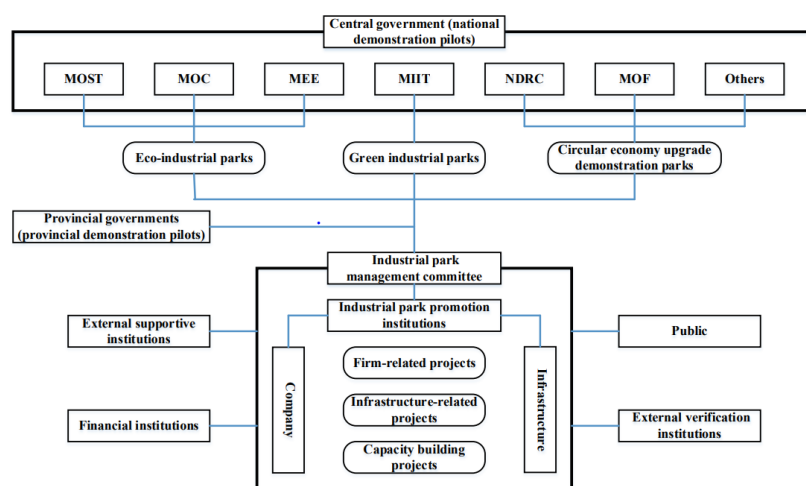 Central government (national
demonstration pilots)
MOST
MOC
MEE
MIIT
NDRC
MOF
Others
Eco-industrial parks
Green industrial parks
Circular economy upgrade
demonstration parks
Provincial governments
(provincial demonstration pilots)
Industrial park
management committee
Industrial park promotion
institutions
External supportive
institutions
Public
Firm-related projects
Company
Infrastructure
Infrastructure-related
projects
Financial institutions
External verification
institutions
Capacity building
projects